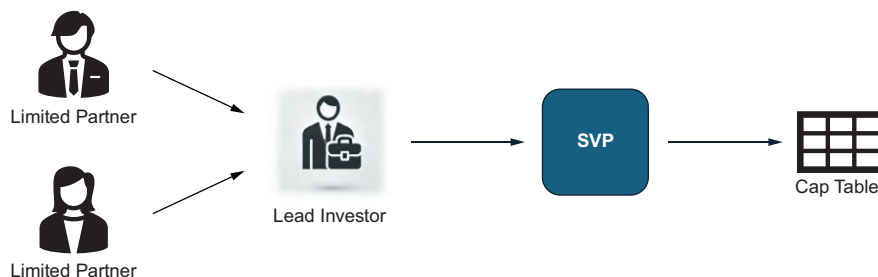 Limited Partner
Lead Investor
SVP
Cap Table
Limited Partner